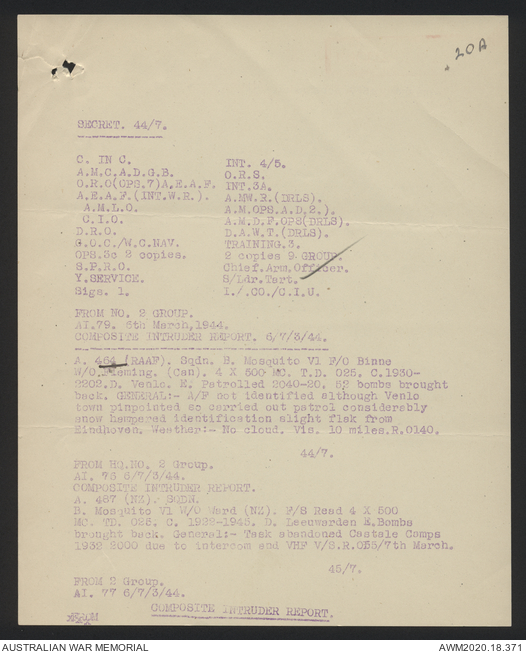 20A
SECRET. 44/7.
C. IN C.
A.M.C.A.D.G.B.
O.R.O(OPS.7)A.E.A.F.
A.E.A.F.(INT.W.R.).
A.M.L.O.
C.I.O.
D.R.O.
G.O.C./W.C.NAV.
OPS.3c 2 copies.
S.P.R.O.
Y.SERVICE.
Sigs. 1.
INT. 4/5.
O.R.S.
INT.3A.
A.MW.R.(DRLS).
A.M.OPS.A.D.2.).
A.M.D.F.OPS(DRLS).
D.A.W.T.(DRLS).
TRAINING.3.
2 copies 9 GROUP.
Chief.Arm.Officer.
S/Ldr.Tart.
I./.CO./C.I.U.
FROM NO. 2 GROUP.
AI.79. 6th March,1944.
COMPOSITE INTRUDER REPORT. 6/7/3/44.
A. 464 (RAAF). Sqdn. B. Mosquito V1 F/O Binne
W/O. Fleming. (Can). 4 X 500 MC. T.D. 025. C.1930-
2202.D. Venlo. E. Patrolled 2040-20. 52 bombs brought
back. GENERAL:- A/F not identified although Venlo
town pinpointed so carried out patrol considerably
snow hampered identification slight flak from
Eindhoven. Weather:- No cloud. Vis. 10 miles.R.0140.
44/7.
FROM HQ.NO. 2 Group.
AI. 75 6/7/3/44.
COMPOSITE INTRUDER REPORT.
A. 487 (NZ). SQDN.
B. Mosquito V1 W/O Ward (NZ). F/S Read 4 X 500
MC. TD. 025. C. 1922-1945. D. Leeuwarden E.Bombs
brought back. General:- Task abandoned Castale Camps
1932-2000 due to intercom and VHF U/S.R. /7th March.
45/7.
FROM 2 Group.
AI. 77 6/7/3/44.
COMPOSITE INTRUDER REPORT.
AUSTRALIAN WAR MEMORIAL
AWM2020.18.371